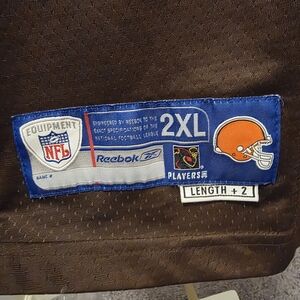 EQUIPMENT
NFL
ENGINEERED BY REEBOK TO THE
EXACT SPECIFICATIONS OF THE
NATIONAL FOOTBALL LEAGUE
2XL
Reebok
PLAYERS
LENGTH + 2